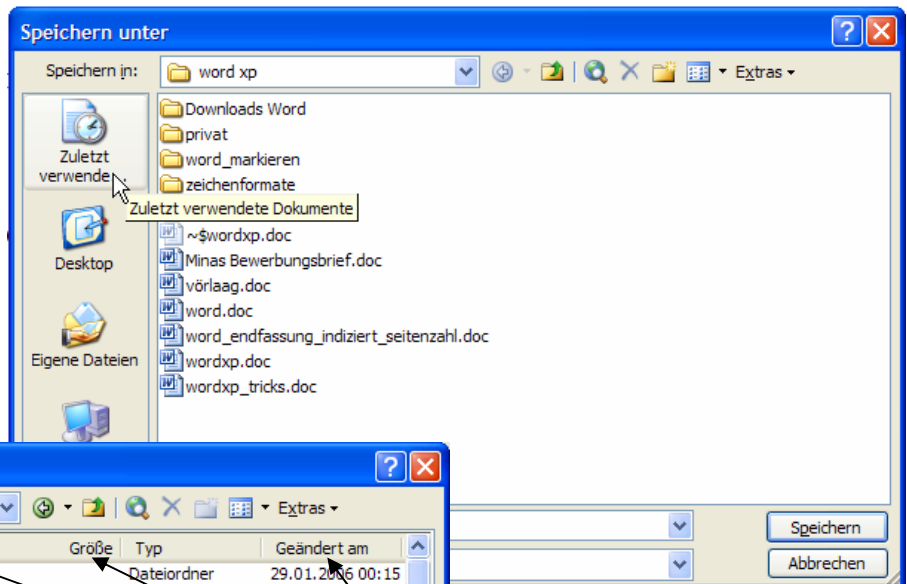 Speichern unter
Speichern in:
word xp
Extras
Zuletzt
verwende...
Desktop
Eigene Dateien
Downloads Word
privat
word_markieren
zeichenformate
Zuletzt verwendete Dokumente
~$wordxp.doc
Minas Bewerbungsbrief.doc
vörlaag.doc
word.doc
word_endfassung_indiziert_seitenzahl.doc
wordxp.doc
wordxp_tricks.doc
Speichern
Abbrechen
Extras
Größe Typ Geändert am
Dateiordner 29.01.2006 00:15